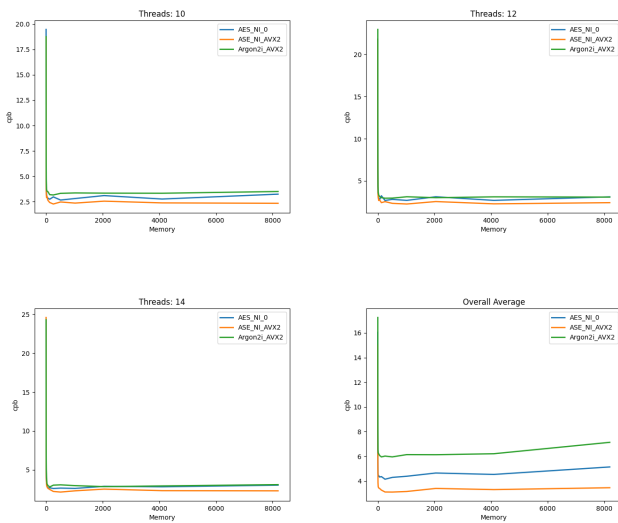 Threads: 10
20.0
17.5
15.0
12.5
10.0
7.5
5.0
2.5
cpb
AES_NI_0
ASE_NI_AVX2
Argon2i_AVX2
0
2000
4000
6000
8000
Memory
Threads: 12
20
15
10
5
cpb
AES_NI_0
ASE_NI_AVX2
Argon2i_AVX2
0
2000
4000
6000
8000
Memory
Threads: 14
25
20
15
10
5
cpb
AES_NI_0
ASE_NI_AVX2
Argon2i_AVX2
0
2000
4000
6000
8000
Memory
Overall Average
16
14
12
10
8
6
4
cpb
AES_NI_0
ASE_NI_AVX2
Argon2i_AVX2
0
2000
4000
6000
8000
Memory